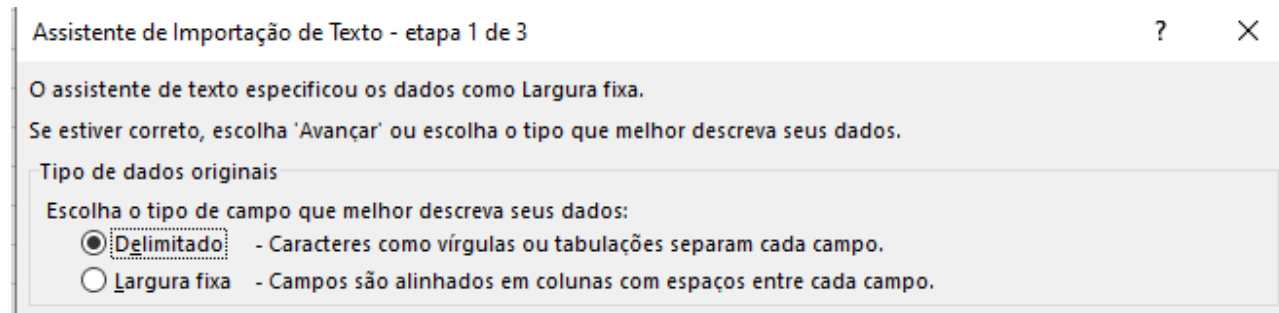 Assistente de Importação de Texto - etapa 1 de 3 ?
O assistente de texto especificou os dados como Largura fixa.
Se estiver correto, escolha 'Avançar' ou escolha o tipo que melhor descreva seus dados.
Tipo de dados originais
Escolha o tipo de campo que melhor descreva seus dados:
Delimitado - Caracteres como vírgulas ou tabulações separam cada campo.
Largura fixa - Campos são alinhados em colunas com espaços entre cada campo.